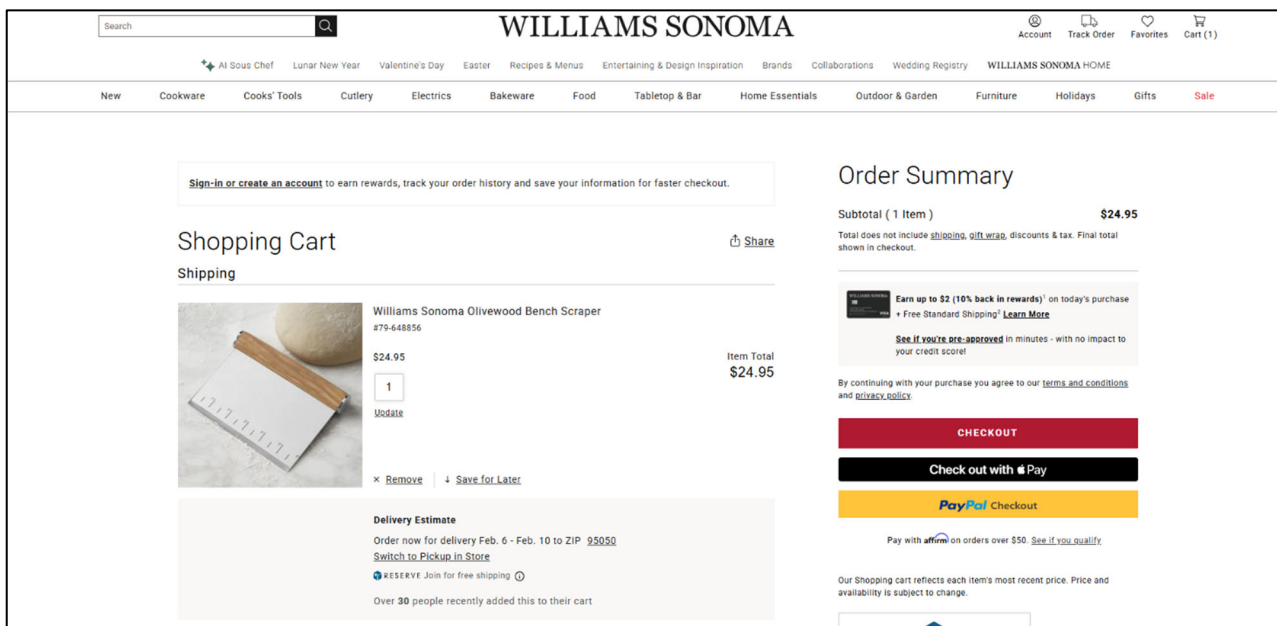 Search
WILLIAMS SONOMA
Account
Track Order
Favorites
Cart (1)
AI Sous Chef
Lunar New Year
Valentine's Day
Easter
Recipes & Menus
Entertaining & Design Inspiration
Brands
Collaborations
Wedding Registry
WILLIAMS SONOMA HOME
New
Cookware
Cooks' Tools
Cutlery
Electrics
Bakeware
Food
Tabletop & Bar
Home Essentials
Outdoor & Garden
Furniture
Holidays
Gifts
Sale
Sign-in or create an account to earn rewards, track your order history and save your information for faster checkout.
Shopping Cart
Share
Shipping
Williams Sonoma Olivewood Bench Scraper
#79-648856
$24.95
1
Update
Item Total
$24.95
× Remove
↓ Save for Later
Delivery Estimate
Order now for delivery Feb. 6 - Feb. 10 to ZIP 95050
Switch to Pickup in Store
RESERVE Join for free shipping
Over 30 people recently added this to their cart
Order Summary
Subtotal ( 1 Item ) $24.95
Total does not include shipping, gift wrap, discounts & tax. Final total
shown in checkout.
WILLIAMS SONOMA
VISA
Earn up to $2 (10% back in rewards)¹ on today's purchase
+ Free Standard Shipping² Learn More
See if you're pre-approved in minutes - with no impact to
your credit score!
By continuing with your purchase you agree to our terms and conditions
and privacy policy.
CHECKOUT
Check out with Pay
PayPal Checkout
Pay with affirm on orders over $50. See if you qualify
Our Shopping cart reflects each item's most recent price. Price and
availability is subject to change.